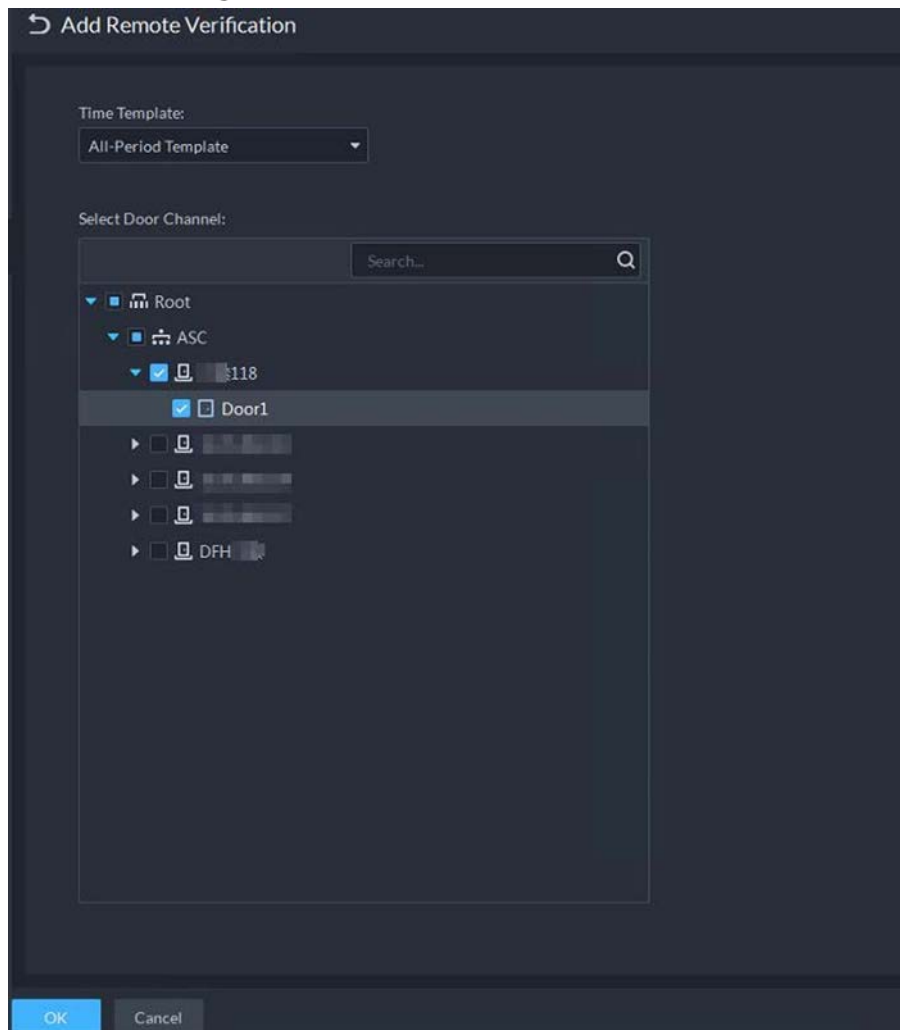 Add Remote Verification
Time Template:
All-Period Template
Select Door Channel:
Search...
Root
ASC
118
Door1
DFH
OK
Cancel